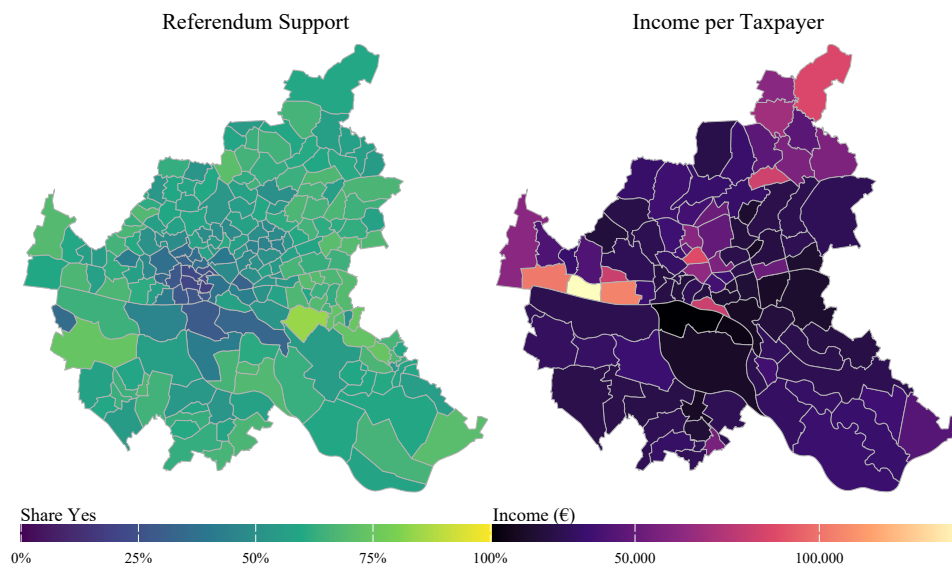 Referendum Support
Income per Taxpayer
Share Yes
0% 25% 50% 75% 100%
Income (€)
50,000 100,000